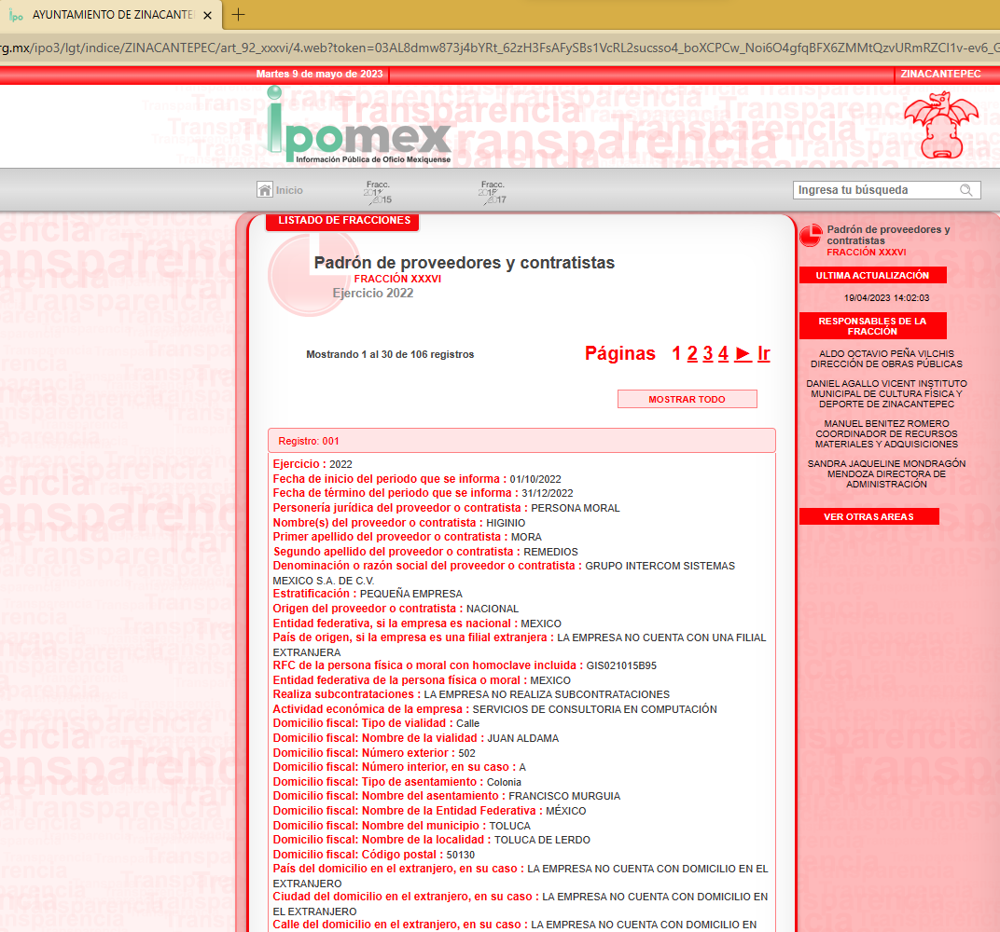 ipo
AYUNTAMIENTO DE ZINACANTE
rg.mx/ipo3/lgt/indice/ZINACANTEPEC/art_92_xxxvi/4.web?token=03AL8dmw873j4bYRt_62zH3FsAFySBs1VcRL2sucsso4_boXCPCw_Noi6O4gfqBFX6ZMMtQzvURmRZCI1v-ev6_G
Martes 9 de mayo de 2023
ZINACANTEPEC
ipomex
Información Pública de Oficio Mexiquense
Transparencia
Inicio
Fracc.
2015
Fracc.
2017
Ingresa tu búsqueda
LISTADO DE FRACCIONES
Padrón de proveedores y contratistas
FRACCIÓN XXXVI
Ejercicio 2022
Mostrando 1 al 30 de 106 registros
Páginas 1 2 3 4 ► Ir
MOSTRAR TODO
Registro: 001
Ejercicio : 2022
Fecha de inicio del periodo que se informa : 01/10/2022
Fecha de término del periodo que se informa : 31/12/2022
Personería jurídica del proveedor o contratista : PERSONA MORAL
Nombre(s) del proveedor o contratista : HIGINIO
Primer apellido del proveedor o contratista : MORA
Segundo apellido del proveedor o contratista : REMEDIOS
Denominación o razón social del proveedor o contratista : GRUPO INTERCOM SISTEMAS
MEXICO S.A. DE C.V.
Estratificación : PEQUEÑA EMPRESA
Origen del proveedor o contratista : NACIONAL
Entidad federativa, si la empresa es nacional : MEXICO
País de origen, si la empresa es una filial extranjera : LA EMPRESA NO CUENTA CON UNA FILIAL
EXTRANJERA
RFC de la persona física o moral con homoclave incluida : GIS021015B95
Entidad federativa de la persona física o moral : MEXICO
Realiza subcontrataciones : LA EMPRESA NO REALIZA SUBCONTRATACIONES
Actividad económica de la empresa : SERVICIOS DE CONSULTORIA EN COMPUTACIÓN
Domicilio fiscal: Tipo de vialidad : Calle
Domicilio fiscal: Nombre de la vialidad : JUAN ALDAMA
Domicilio fiscal: Número exterior : 502
Domicilio fiscal: Número interior, en su caso : A
Domicilio fiscal: Tipo de asentamiento : Colonia
Domicilio fiscal: Nombre del asentamiento : FRANCISCO MURGUIA
Domicilio fiscal: Nombre de la Entidad Federativa : MÉXICO
Domicilio fiscal: Nombre del municipio : TOLUCA
Domicilio fiscal: Nombre de la localidad : TOLUCA DE LERDO
Domicilio fiscal: Código postal : 50130
País del domicilio en el extranjero, en su caso : LA EMPRESA NO CUENTA CON DOMICILIO EN EL
EXTRANJERO
Ciudad del domicilio en el extranjero, en su caso : LA EMPRESA NO CUENTA CON DOMICILIO EN
EL EXTRANJERO
Calle del domicilio en el extranjero, en su caso : LA EMPRESA NO CUENTA CON DOMICILIO EN
Padrón de proveedores y
contratistas
FRACCIÓN XXXVI
ULTIMA ACTUALIZACIÓN
19/04/2023 14:02:03
RESPONSABLES DE LA
FRACCIÓN
ALDO OCTAVIO PEÑA VILCHIS
DIRECCIÓN DE OBRAS PÚBLICAS
DANIEL AGALLO VICENT INSTITUTO
MUNICIPAL DE CULTURA FÍSICA Y
DEPORTE DE ZINACANTEPEC
MANUEL BENITEZ ROMERO
COORDINADOR DE RECURSOS
MATERIALES Y ADQUISICIONES
SANDRA JAQUELINE MONDRAGÓN
MENDOZA DIRECTORA DE
ADMINISTRACIÓN
VER OTRAS AREAS